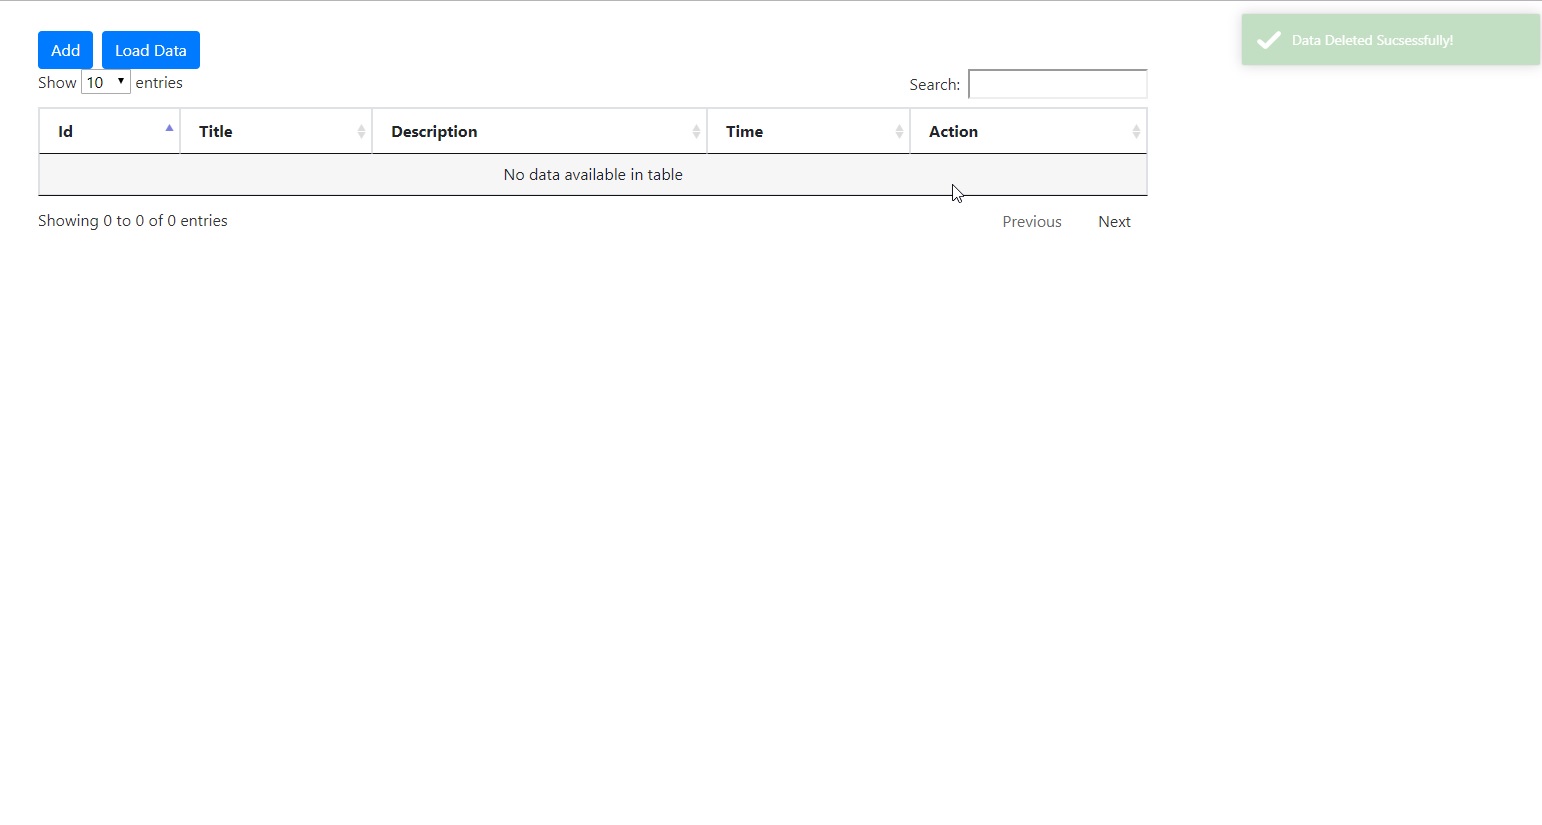 Add Load Data
Data Deleted Sucsessfully!
Show 10 entries
Search:
Id Title Description Time Action
No data available in table
Showing 0 to 0 of 0 entries
Previous Next